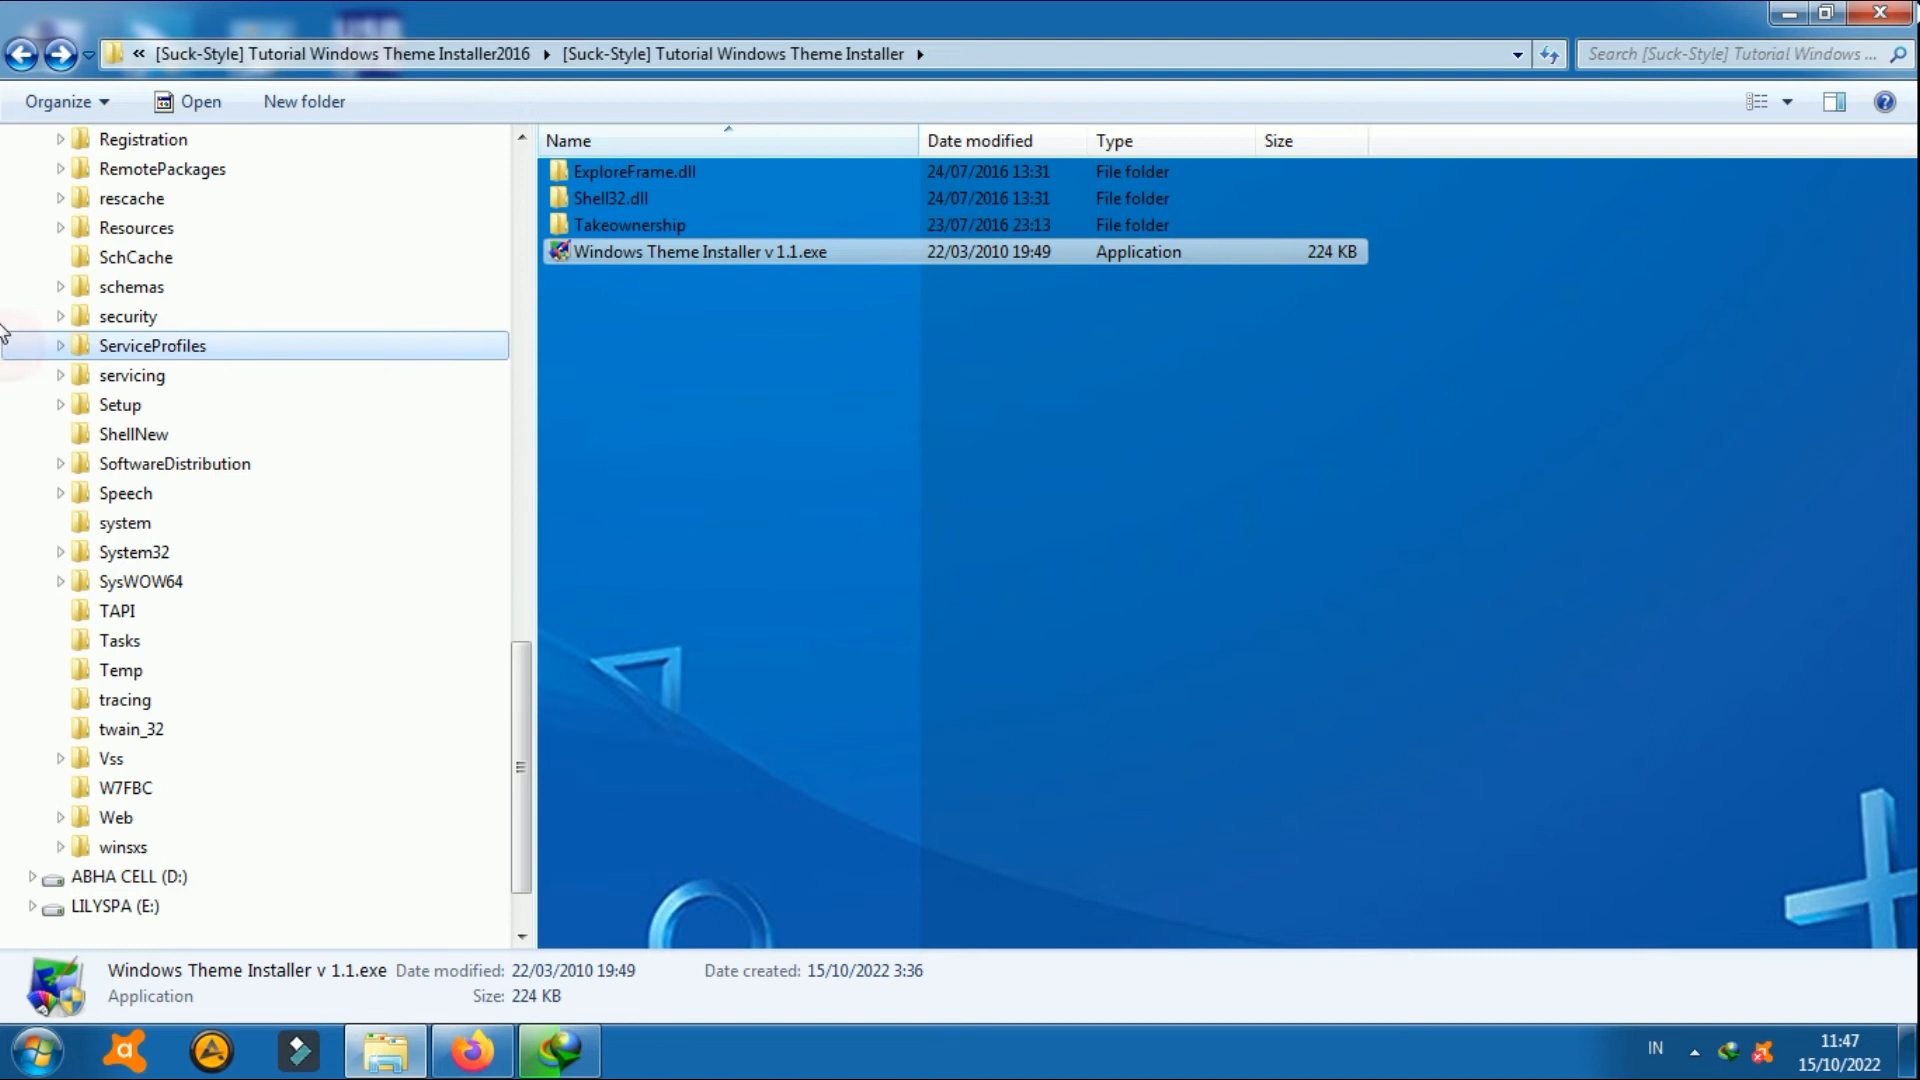 « [Suck-Style] Tutorial Windows Theme Installer2016 [Suck-Style] Tutorial Windows Theme Installer
Search [Suck-Style] Tutorial Windows ...
Organize Open New folder
Registration
RemotePackages
rescache
Resources
SchCache
schemas
security
ServiceProfiles
servicing
Setup
ShellNew
SoftwareDistribution
Speech
system
System32
SysWOW64
TAPI
Tasks
Temp
tracing
twain_32
Vss
W7FBC
Web
winsxs
ABHA CELL (D:)
LILYSPA (E:)
Name Date modified Type Size
ExploreFrame.dll 24/07/2016 13:31 File folder
Shell32.dll 24/07/2016 13:31 File folder
Takeownership 23/07/2016 23:13 File folder
Windows Theme Installer v 1.1.exe 22/03/2010 19:49 Application 224 KB
Windows Theme Installer v 1.1.exe Date modified: 22/03/2010 19:49 Date created: 15/10/2022 3:36
Application Size: 224 KB
IN
11:47
15/10/2022